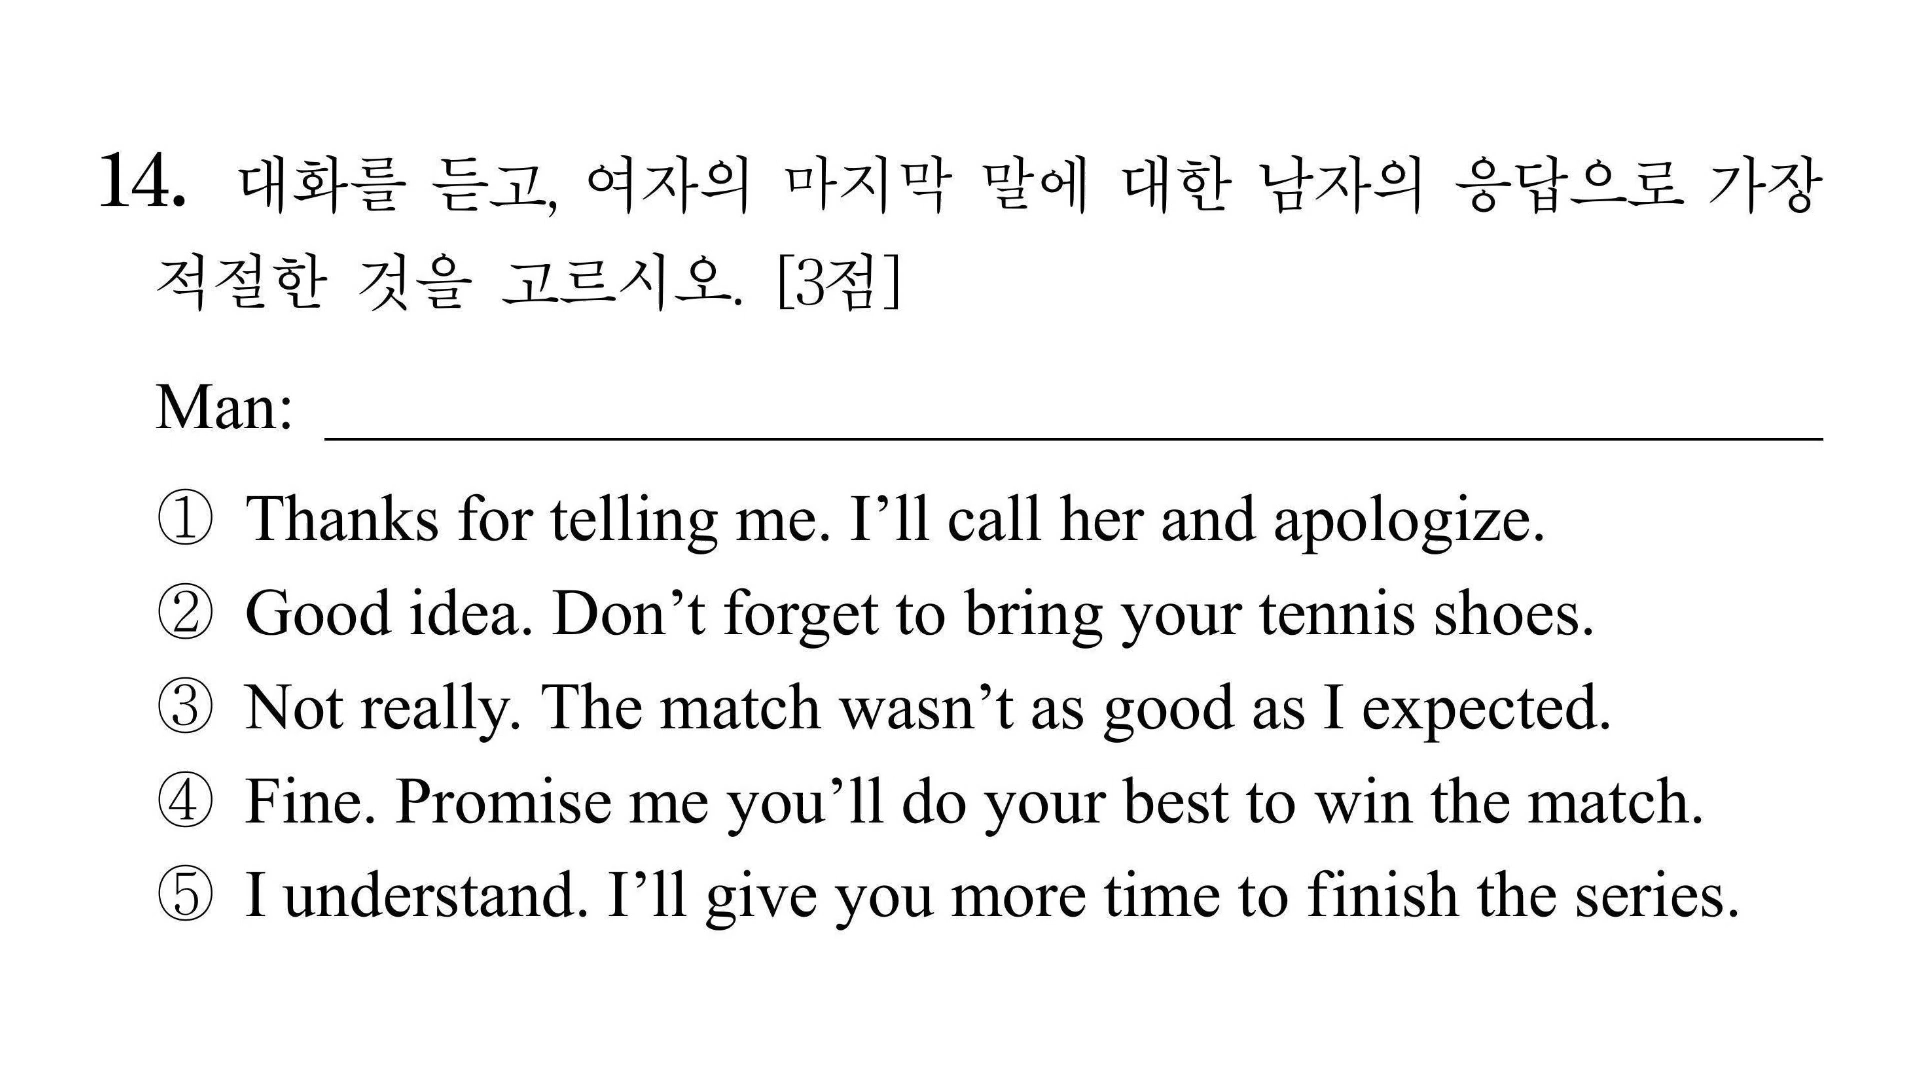 14. 대화를 듣고, 여자의 마지막 말에 대한 남자의 응답으로 가장
적절한 것을 고르시오. [3점]
Man:
① Thanks for telling me. I’ll call her and apologize.
② Good idea. Don’t forget to bring your tennis shoes.
③ Not really. The match wasn’t as good as I expected.
④ Fine. Promise me you’ll do your best to win the match.
⑤ I understand. I’ll give you more time to finish the series.